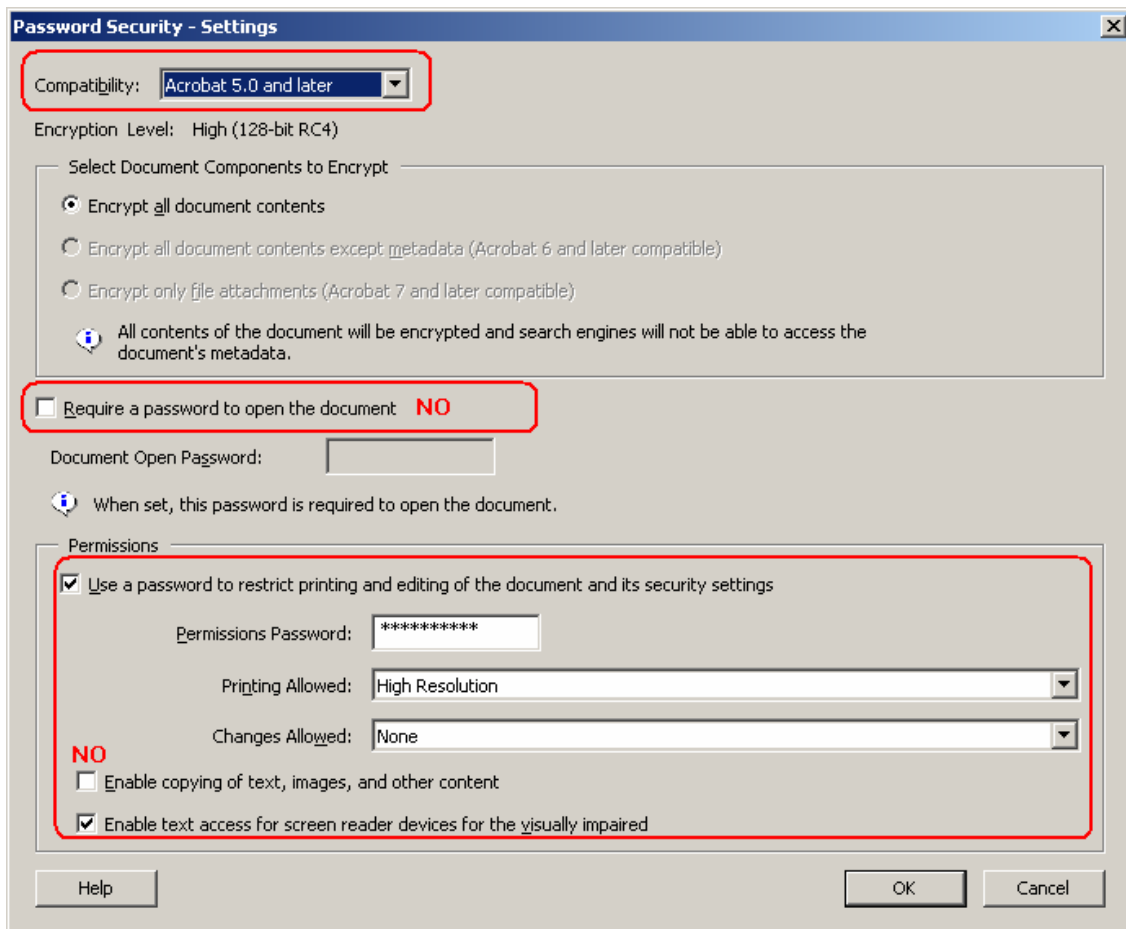 Password Security - Settings
Compatibility: Acrobat 5.0 and later
Encryption Level: High (128-bit RC4)
Select Document Components to Encrypt
Encrypt all document contents
Encrypt all document contents except metadata (Acrobat 6 and later compatible)
Encrypt only file attachments (Acrobat 7 and later compatible)
All contents of the document will be encrypted and search engines will not be able to access the
document's metadata.
Require a password to open the document NO
Document Open Password:
When set, this password is required to open the document.
Permissions
Use a password to restrict printing and editing of the document and its security settings
Permissions Password: **********
Printing Allowed: High Resolution
Changes Allowed: None
NO
Enable copying of text, images, and other content
Enable text access for screen reader devices for the visually impaired
Help OK Cancel